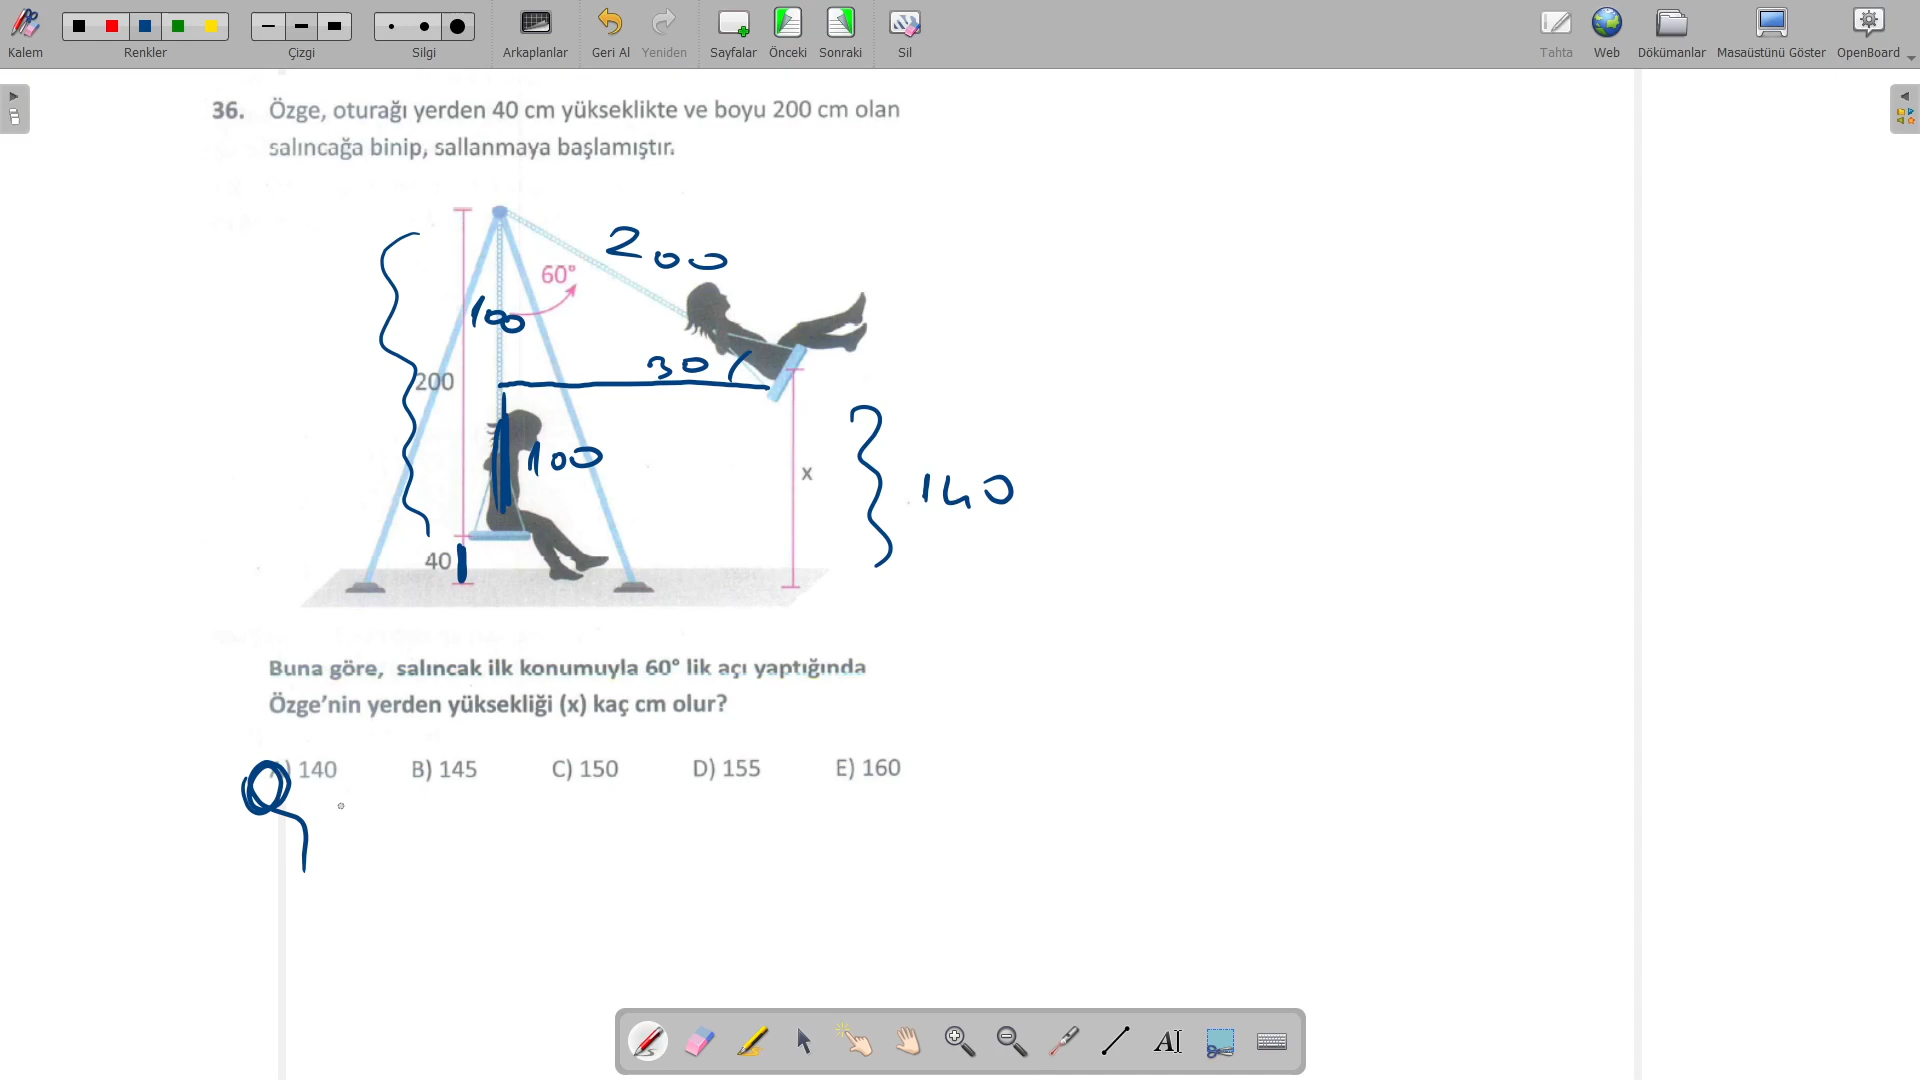 Kalem
Renkler
Çizgi
Silgi
Arkaplanlar
Geri Al
Yeniden
Sayfalar
Önceki
Sonraki
Sil
Tahta
Web
Dökümanlar
Masaüstünü Göster
OpenBoard
36. Özge, oturağı yerden 40 cm yükseklikte ve boyu 200 cm olan
salıncağa binip, sallanmaya başlamıştır.
200
60°
100
30
200
100
x
140
40
Buna göre, salıncak ilk konumuyla 60° lik açı yaptığında
Özge'nin yerden yüksekliği (x) kaç cm olur?
A) 140 B) 145 C) 150 D) 155 E) 160